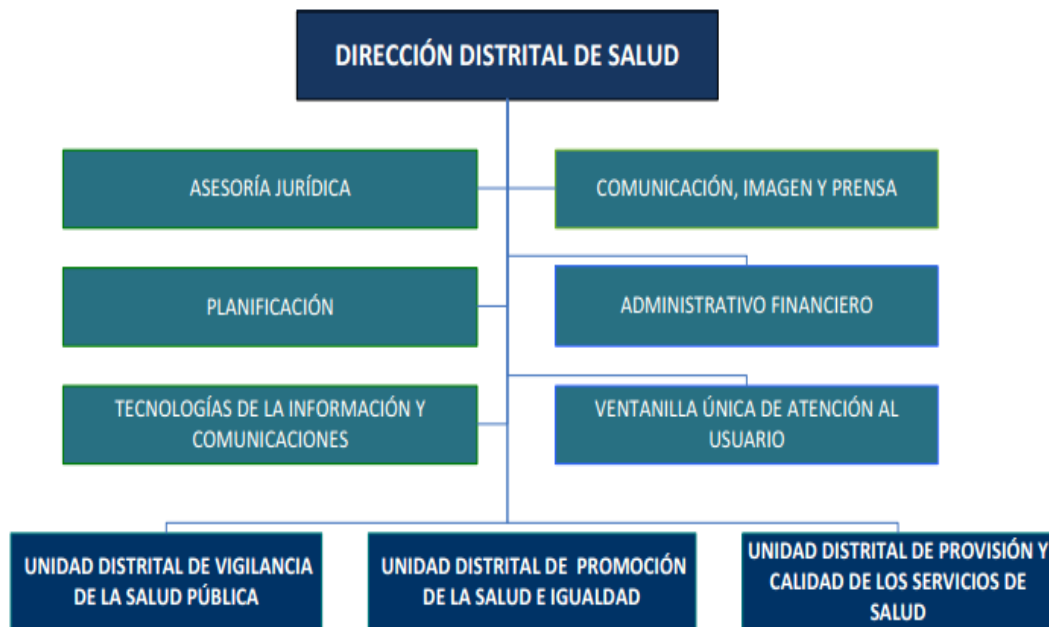 DIRECCIÓN DISTRITAL DE SALUD
ASESORÍA JURÍDICA
COMUNICACIÓN, IMAGEN Y PRENSA
PLANIFICACIÓN
ADMINISTRATIVO FINANCIERO
TECNOLOGÍAS DE LA INFORMACIÓN Y
COMUNICACIONES
VENTANILLA ÚNICA DE ATENCIÓN AL
USUARIO
UNIDAD DISTRITAL DE VIGILANCIA
DE LA SALUD PÚBLICA
UNIDAD DISTRITAL DE PROMOCIÓN
DE LA SALUD E IGUALDAD
UNIDAD DISTRITAL DE PROVISIÓN Y
CALIDAD DE LOS SERVICIOS DE
SALUD